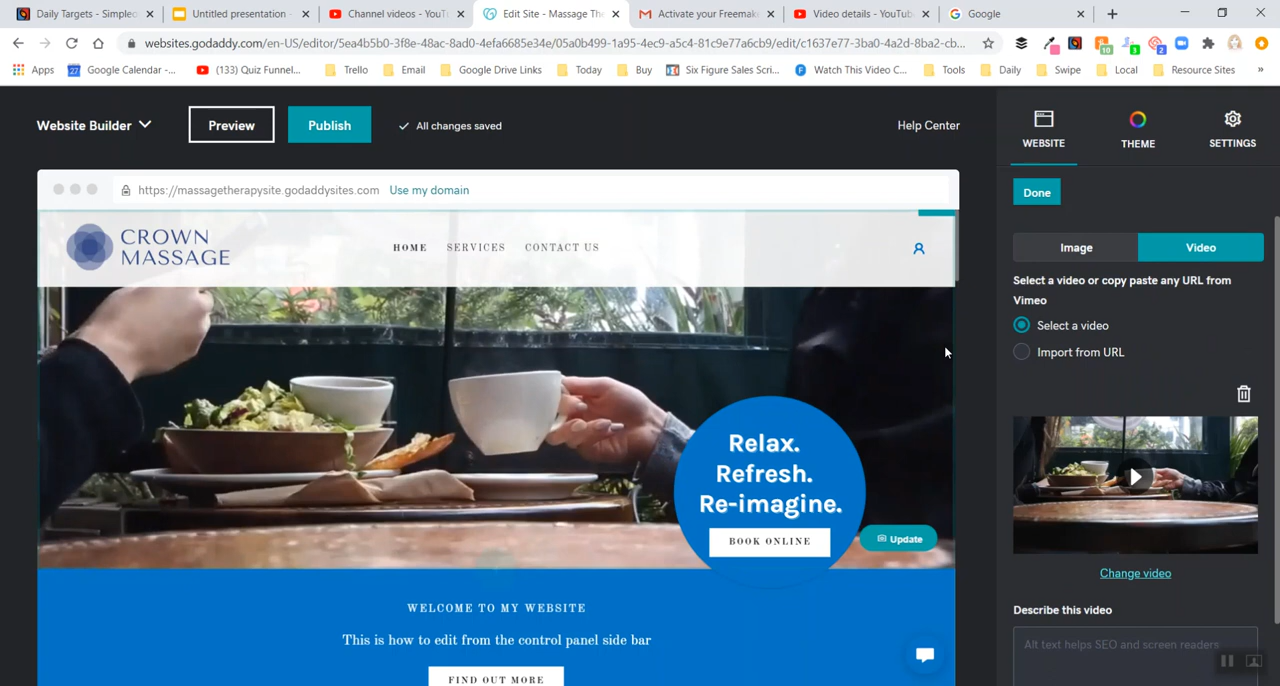 Daily Targets - Simpleo
Untitled presentation -
Channel videos - YouTu
Edit Site - Massage The
Activate your Freemake
Video details - YouTub
Google
websites.godaddy.com/en-US/editor/5ea4b5b0-3f8e-48ac-8ad0-4efa6685e34e/05a0b499-1a95-4ec9-a5c4-81c9e77a6cb9/edit/c1637e77-3ba0-4a2d-8ba2-cb...
10
3
2
Apps
27
Google Calendar -...
(133) Quiz Funnel...
Trello
Email
Google Drive Links
Today
Buy
Six Figure Sales Scri...
Watch This Video C...
Tools
Daily
Swipe
Local
Resource Sites
»
Website Builder
Preview
Publish
All changes saved
Help Center
WEBSITE
THEME
SETTINGS
https://massagetherapysite.godaddysites.com
Use my domain
Done
CROWN
MASSAGE
HOME
SERVICES
CONTACT US
Image
Video
Select a video or copy paste any URL from
Vimeo
Select a video
Import from URL
Relax.
Refresh.
Re-imagine.
BOOK ONLINE
Update
Change video
WELCOME TO MY WEBSITE
This is how to edit from the control panel side bar
FIND OUT MORE
Describe this video
Alt text helps SEO and screen readers